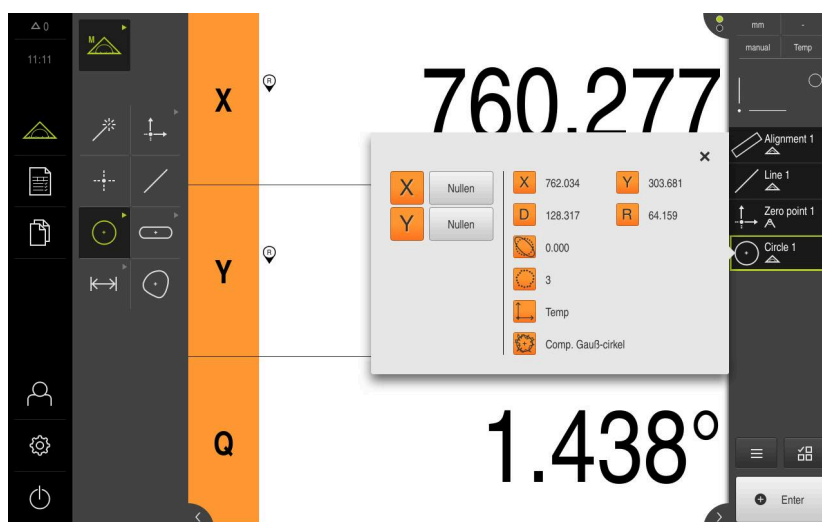 0
11:11
M
X
R
760.277
Y
R
Q
1.438°
X Nullen
Y Nullen
X 762.034 Y 303.681
D 128.317 R 64.159
0.000
3
Temp
Comp. Gauß-cirkel
mm -
manual Temp
Alignment 1
Line 1
Zero point 1
Circle 1
Enter